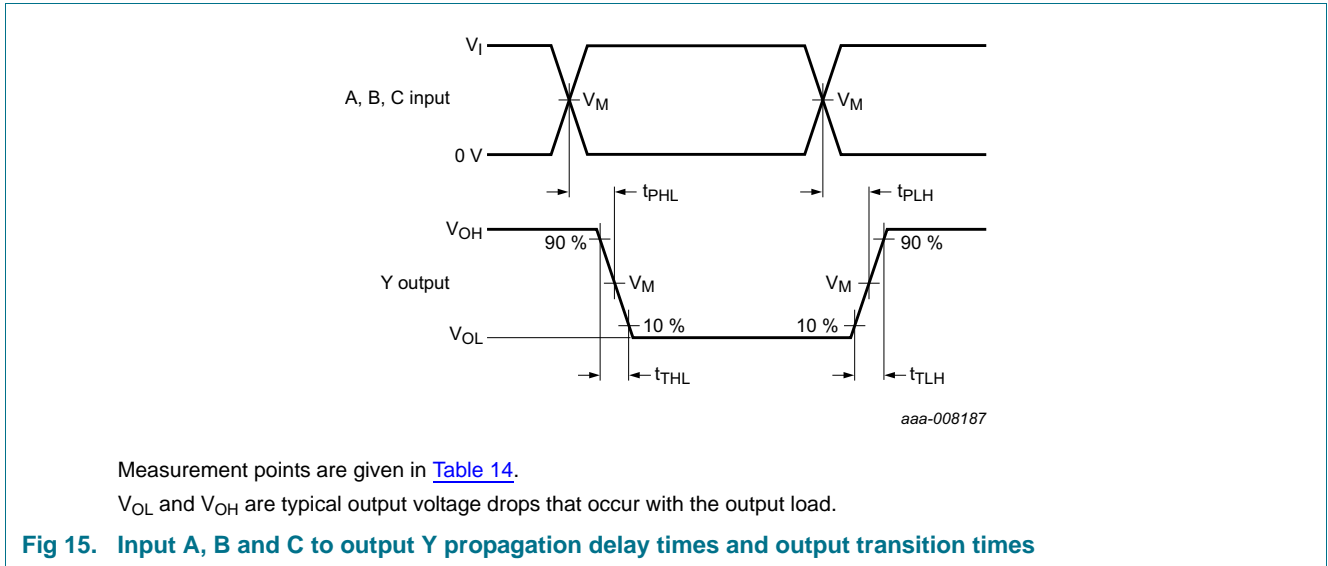 V_I
A, B, C input
V_M V_M
0 V
t_PHL t_PLH
V_OH
90 % 90 %
Y output
V_M V_M
10 % 10 %
V_OL
t_THL t_TLH
aaa-008187
Measurement points are given in Table 14.
V_OL and V_OH are typical output voltage drops that occur with the output load.
Fig 15. Input A, B and C to output Y propagation delay times and output transition times